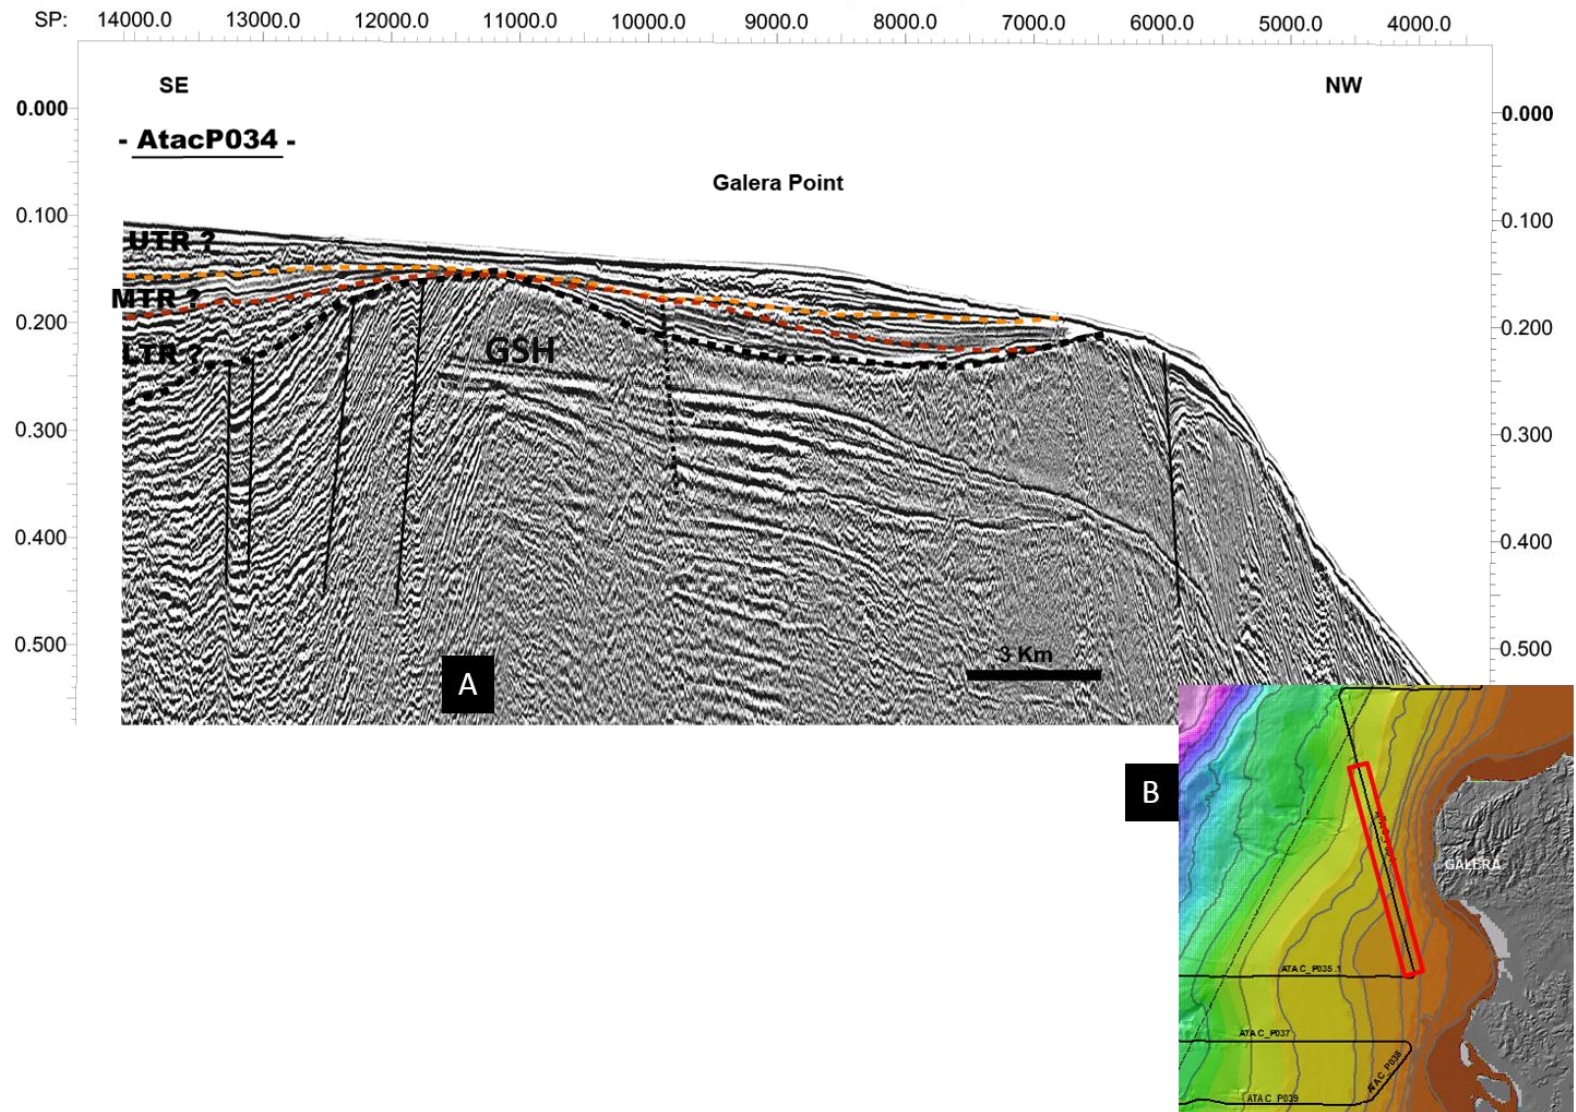 SP: 14000.0 13000.0 12000.0 11000.0 10000.0 9000.0 8000.0 7000.0 6000.0 5000.0 4000.0
SE NW
0.000 0.000
- AtacP034 -
Galera Point
0.100 0.100
UTR ?
MTR ?
0.200 0.200
LTR ?
GSH
0.300 0.300
0.400 0.400
0.500 0.500
3 Km
A
B
GALERA
ATAC_P035.1
ATAC_P037
ATAC_P038
ATAC_P039